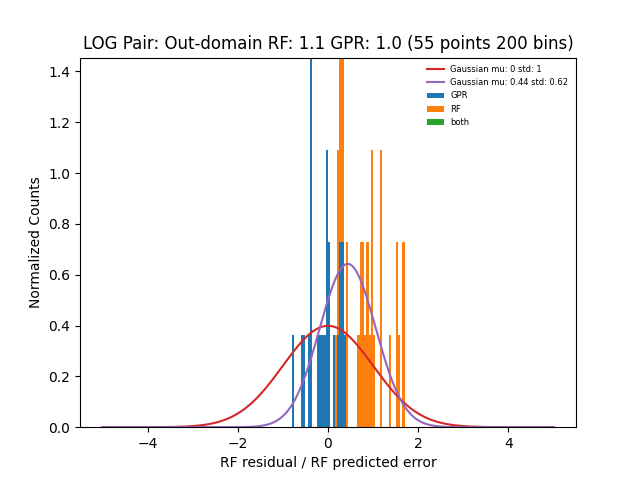 LOG Pair: Out-domain RF: 1.1 GPR: 1.0 (55 points 200 bins)
Gaussian mu: 0 std: 1
Gaussian mu: 0.44 std: 0.62
GPR
RF
both
Normalized Counts
1.4
1.2
1.0
0.8
0.6
0.4
0.2
0.0
−4
−2
0
2
4
RF residual / RF predicted error